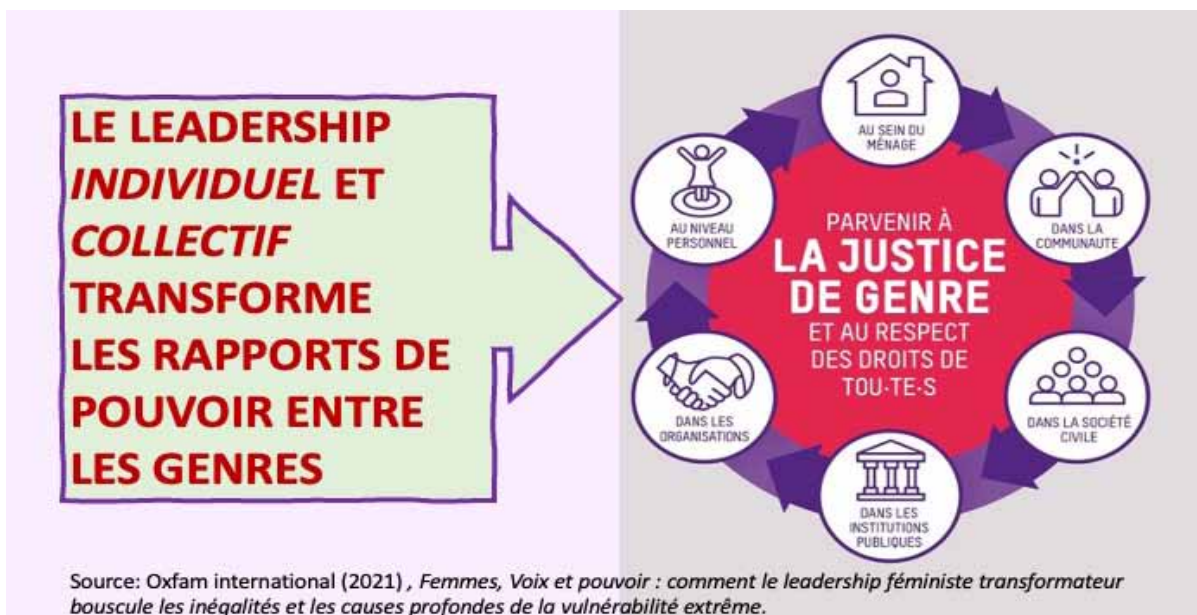 LE LEADERSHIP
INDIVIDUEL ET
COLLECTIF
TRANSFORME
LES RAPPORTS DE
POUVOIR ENTRE
LES GENRES
AU SEIN DU
MÉNAGE
AU NIVEAU
PERSONNEL
DANS LA
COMMUNAUTE
PARVENIR À
LA JUSTICE
DE GENRE
ET AU RESPECT
DES DROITS DE
TOU·TE·S
DANS LES
ORGANISATIONS
DANS LA SOCIÉTÉ
CIVILE
DANS LES
INSTITUTIONS
PUBLIQUES
Source: Oxfam international (2021) , Femmes, Voix et pouvoir : comment le leadership féministe transformateur
bouscule les inégalités et les causes profondes de la vulnérabilité extrême.